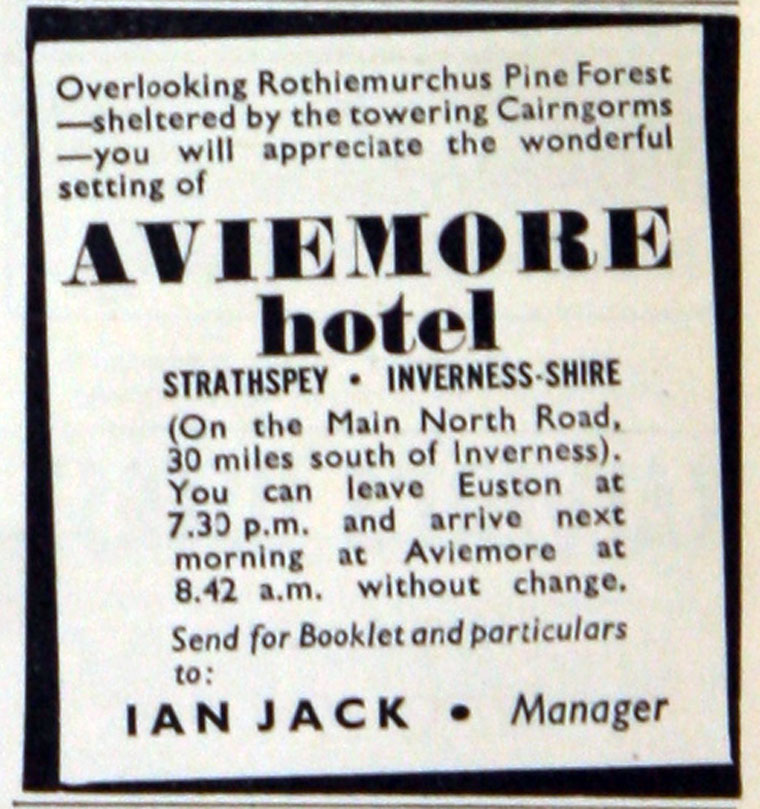 Overlooking Rothiemurchus Pine Forest
—sheltered by the towering Cairngorms
—you will appreciate the wonderful
setting of
AVIEMORE
hotel
STRATHSPEY • INVERNESS-SHIRE
(On the Main North Road,
30 miles south of Inverness).
You can leave Euston at
7.30 p.m. and arrive next
morning at Aviemore at
8.42 a.m. without change.
Send for Booklet and particulars
to:
IAN JACK • Manager